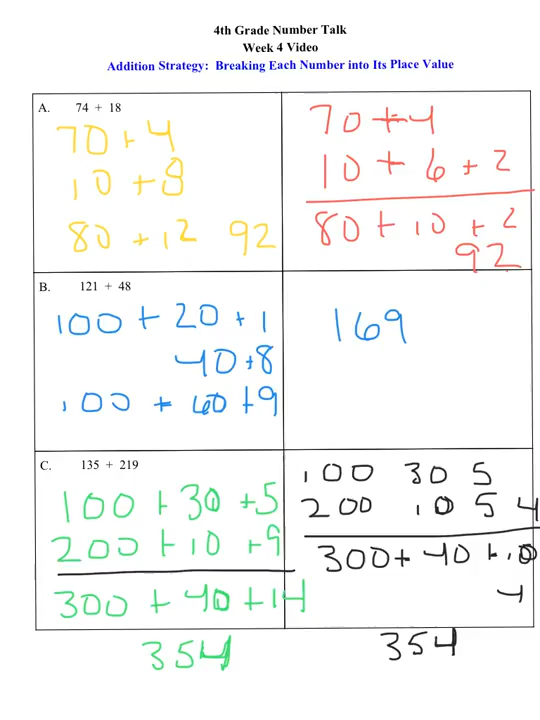 4th Grade Number Talk
Week 4 Video
Addition Strategy: Breaking Each Number into Its Place Value
A. 74 + 18
70 + 4
10 + 8
80 + 12 92
70 + 4
10 + 6 + 2
80 + 10 + 2
92
B. 121 + 48
100 + 20 + 1
40 + 8
100 + 60 + 9
169
C. 135 + 219
100 + 30 + 5
200 + 10 + 9
300 + 40 + 14
354
100 30 5
200 10 5 4
300 + 40 + 10
4
354